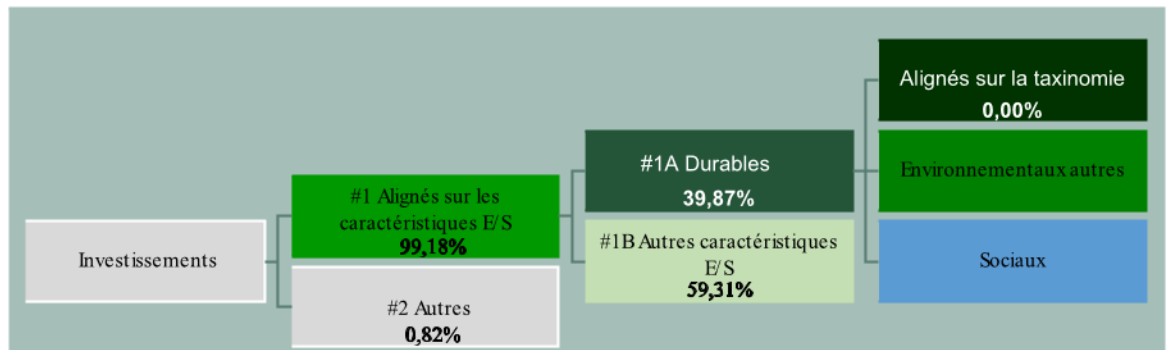 Investissements
#1 Alignés sur les
caractéristiques E/S
99,18%
#2 Autres
0,82%
#1A Durables
39,87%
#1B Autres caractéristiques
E/S
59,31%
Alignés sur la taxinomie
0,00%
Environnementaux autres
Sociaux